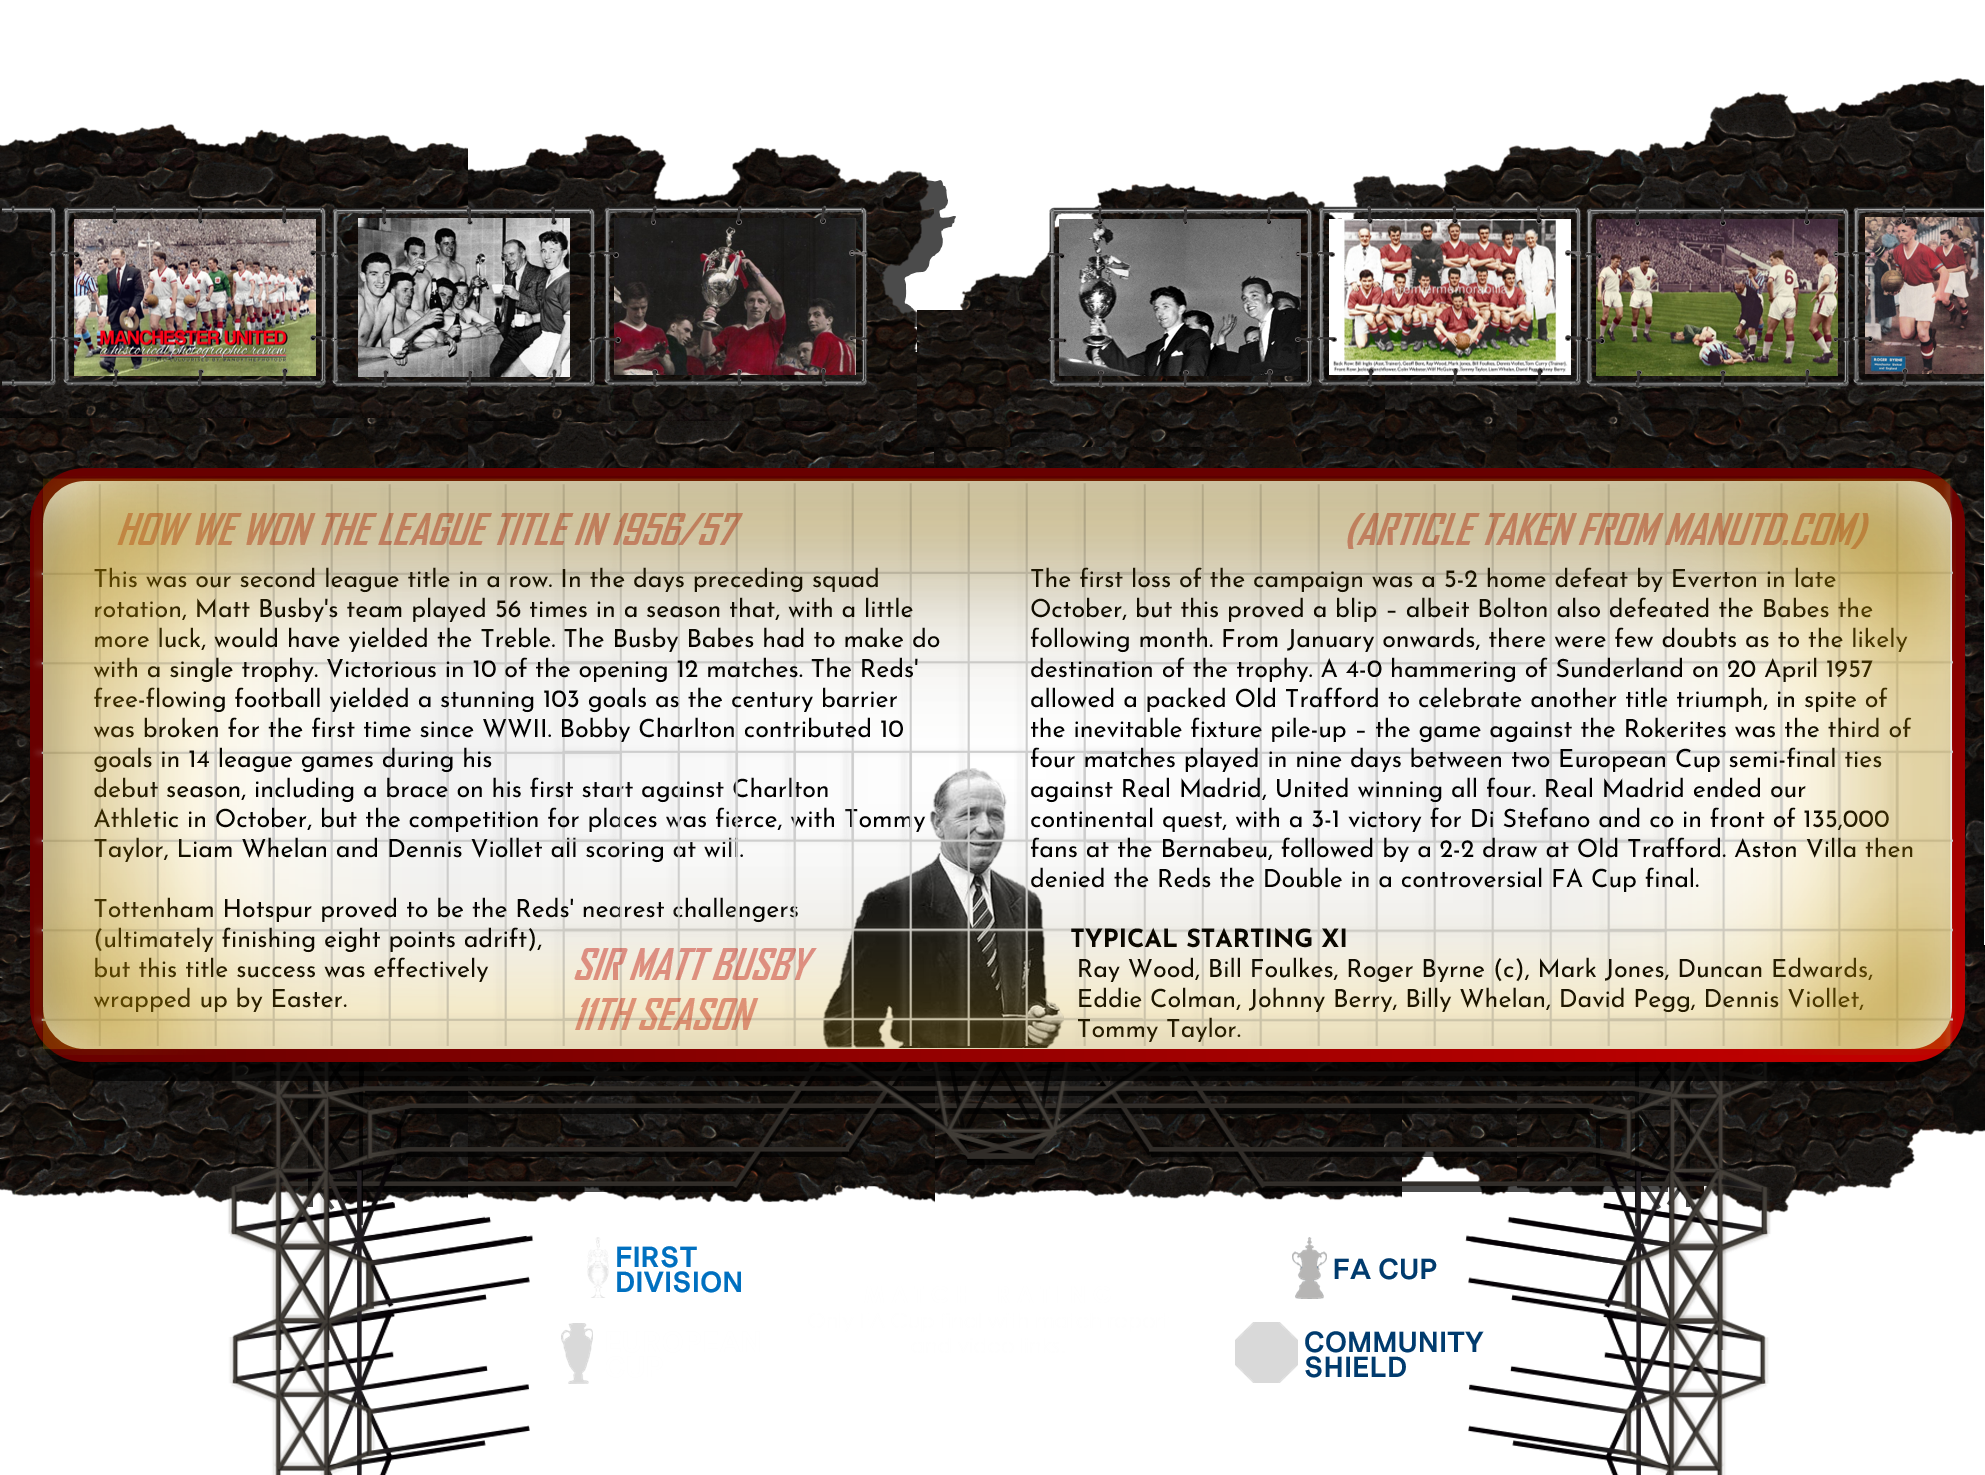 MANCHESTER UNITED
a historical photographic review
premiermemorabilia
6
ROGER BYRNE
HOW WE WON THE LEAGUE TITLE IN 1956/57
This was our second league title in a row. In the days preceding squad
rotation, Matt Busby's team played 56 times in a season that, with a little
more luck, would have yielded the Treble. The Busby Babes had to make do
with a single trophy. Victorious in 10 of the opening 12 matches. The Reds'
free-flowing football yielded a stunning 103 goals as the century barrier
was broken for the first time since WWII. Bobby Charlton contributed 10
goals in 14 league games during his
debut season, including a brace on his first start against Charlton
Athletic in October, but the competition for places was fierce, with Tommy
Taylor, Liam Whelan and Dennis Viollet all scoring at will.
Tottenham Hotspur proved to be the Reds' nearest challengers
(ultimately finishing eight points adrift),
but this title success was effectively
wrapped up by Easter.
SIR MATT BUSBY
11TH SEASON
(ARTICLE TAKEN FROM MANUTD.COM)
The first loss of the campaign was a 5-2 home defeat by Everton in late
October, but this proved a blip – albeit Bolton also defeated the Babes the
following month. From January onwards, there were few doubts as to the likely
destination of the trophy. A 4-0 hammering of Sunderland on 20 April 1957
allowed a packed Old Trafford to celebrate another title triumph, in spite of
the inevitable fixture pile-up – the game against the Rokerites was the third of
four matches played in nine days between two European Cup semi-final ties
against Real Madrid, United winning all four. Real Madrid ended our
continental quest, with a 3-1 victory for Di Stefano and co in front of 135,000
fans at the Bernabeu, followed by a 2-2 draw at Old Trafford. Aston Villa then
denied the Reds the Double in a controversial FA Cup final.
TYPICAL STARTING XI
Ray Wood, Bill Foulkes, Roger Byrne (c), Mark Jones, Duncan Edwards,
Eddie Colman, Johnny Berry, Billy Whelan, David Pegg, Dennis Viollet,
Tommy Taylor.
FIRST
DIVISION
FA CUP
COMMUNITY
SHIELD